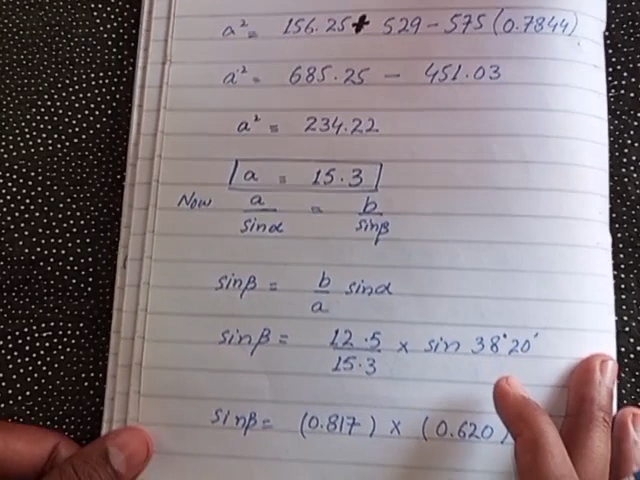 a² = 156.25 + 529 - 575 (0.7844)
a² = 685.25 - 451.03
a² = 234.22
a = 15.3
Now a/sinα = b/sinβ
sinβ = b/a sinα
sinβ = 12.5/15.3 × sin 38°20'
sinβ = (0.817) × (0.620)